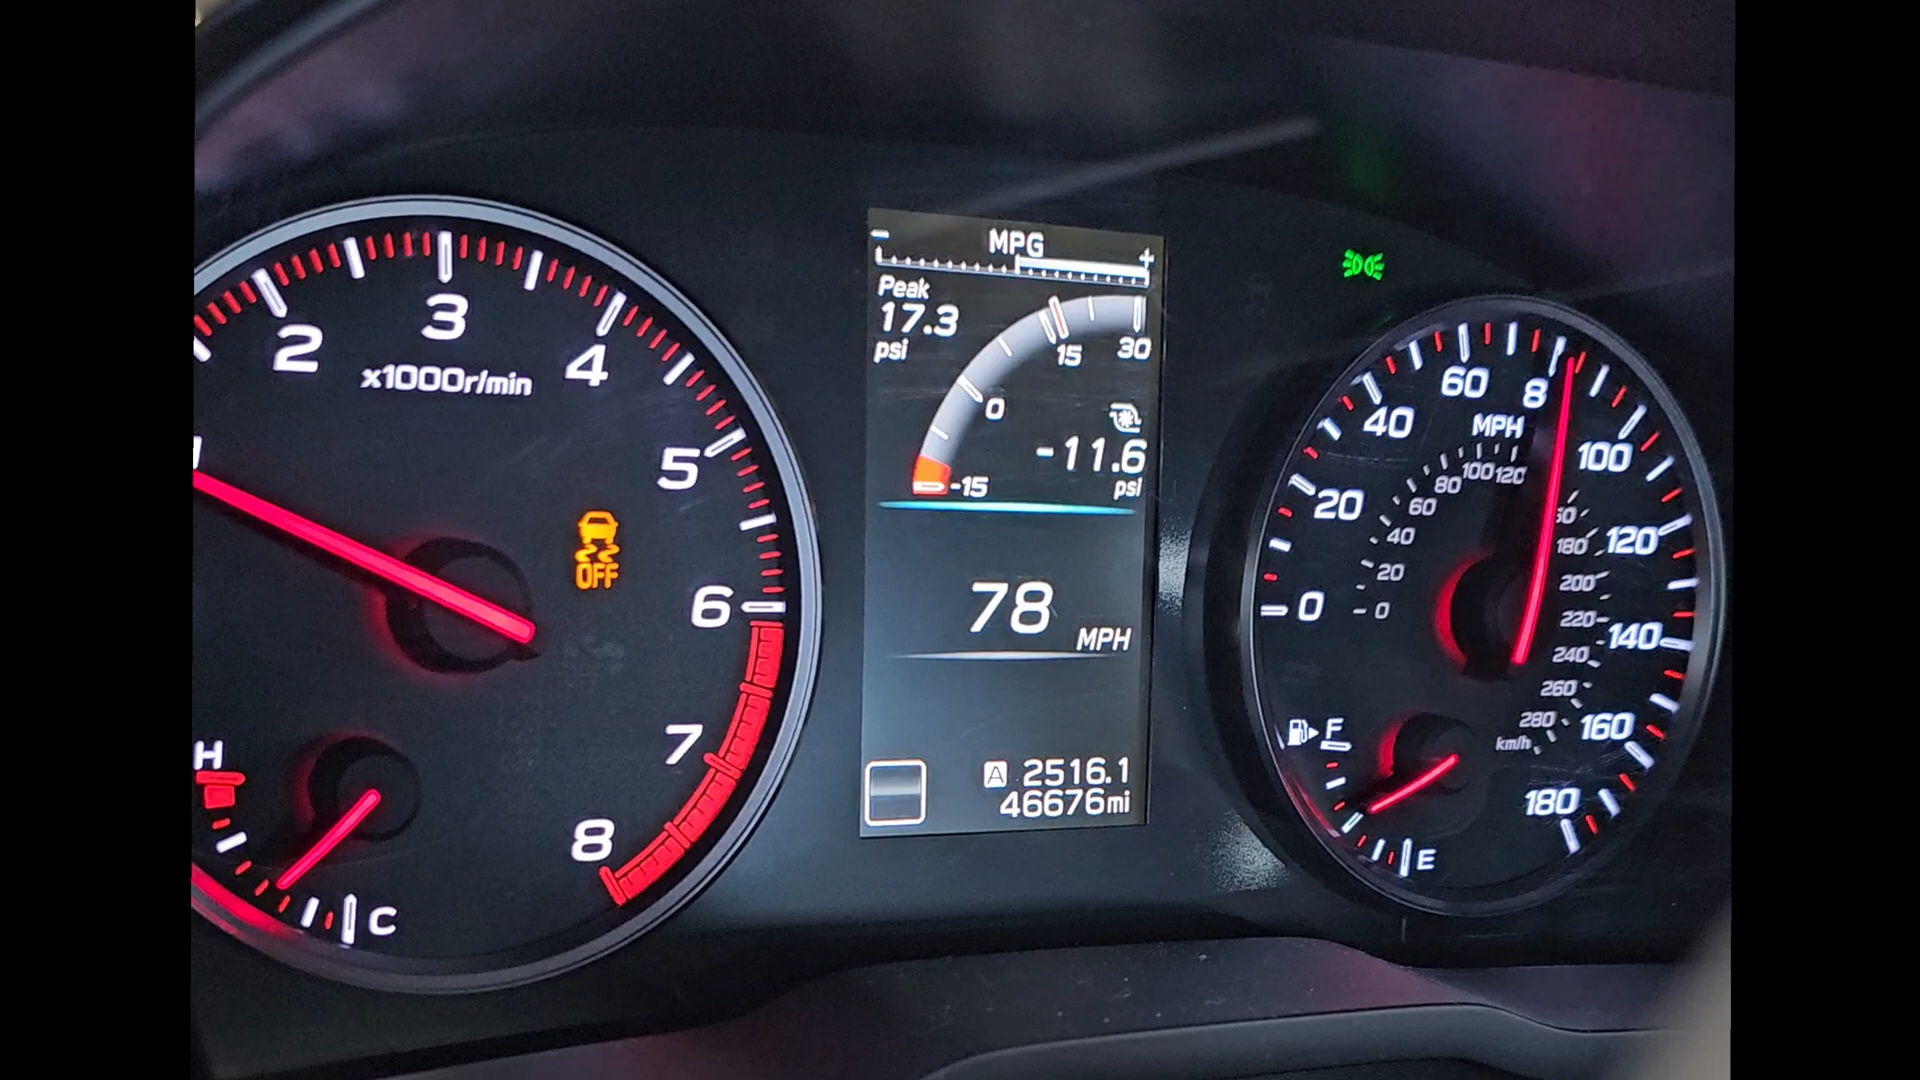 2
3
4
5
6
7
8
x1000r/min
OFF
H
C
MPG
- +
Peak
17.3
psi
15
30
0
-15
-11.6
psi
78
MPH
A 2516.1
46676mi
0
20
40
60
8
100
120
140
160
180
MPH
0
20
40
60
80
100
120
180
200
220
240
260
280
km/h
F
E